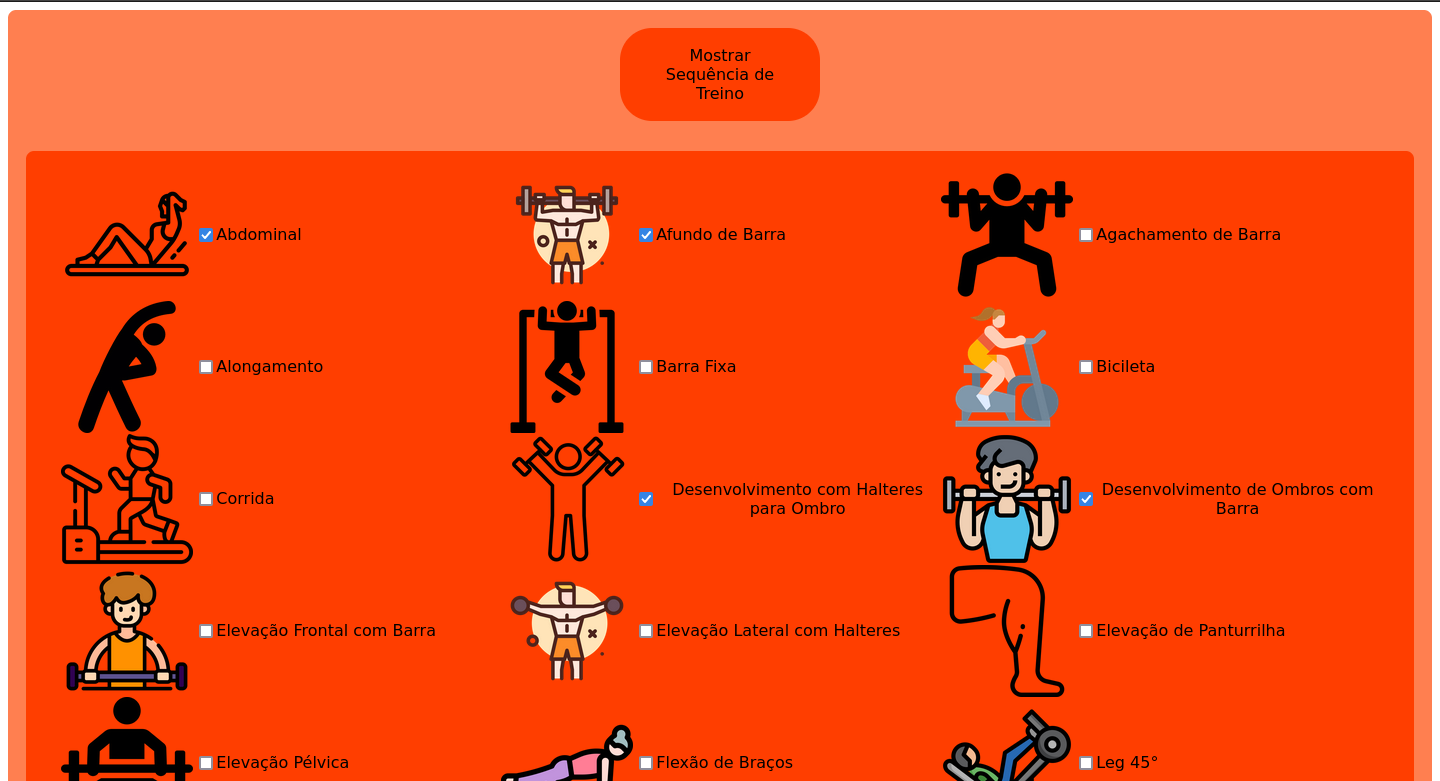 Mostrar
Sequência de
Treino
Abdominal
Afundo de Barra
Agachamento de Barra
Alongamento
Barra Fixa
Bicileta
Corrida
Desenvolvimento com Halteres
para Ombro
Desenvolvimento de Ombros com
Barra
Elevação Frontal com Barra
Elevação Lateral com Halteres
Elevação de Panturrilha
Elevação Pélvica
Flexão de Braços
Leg 45°